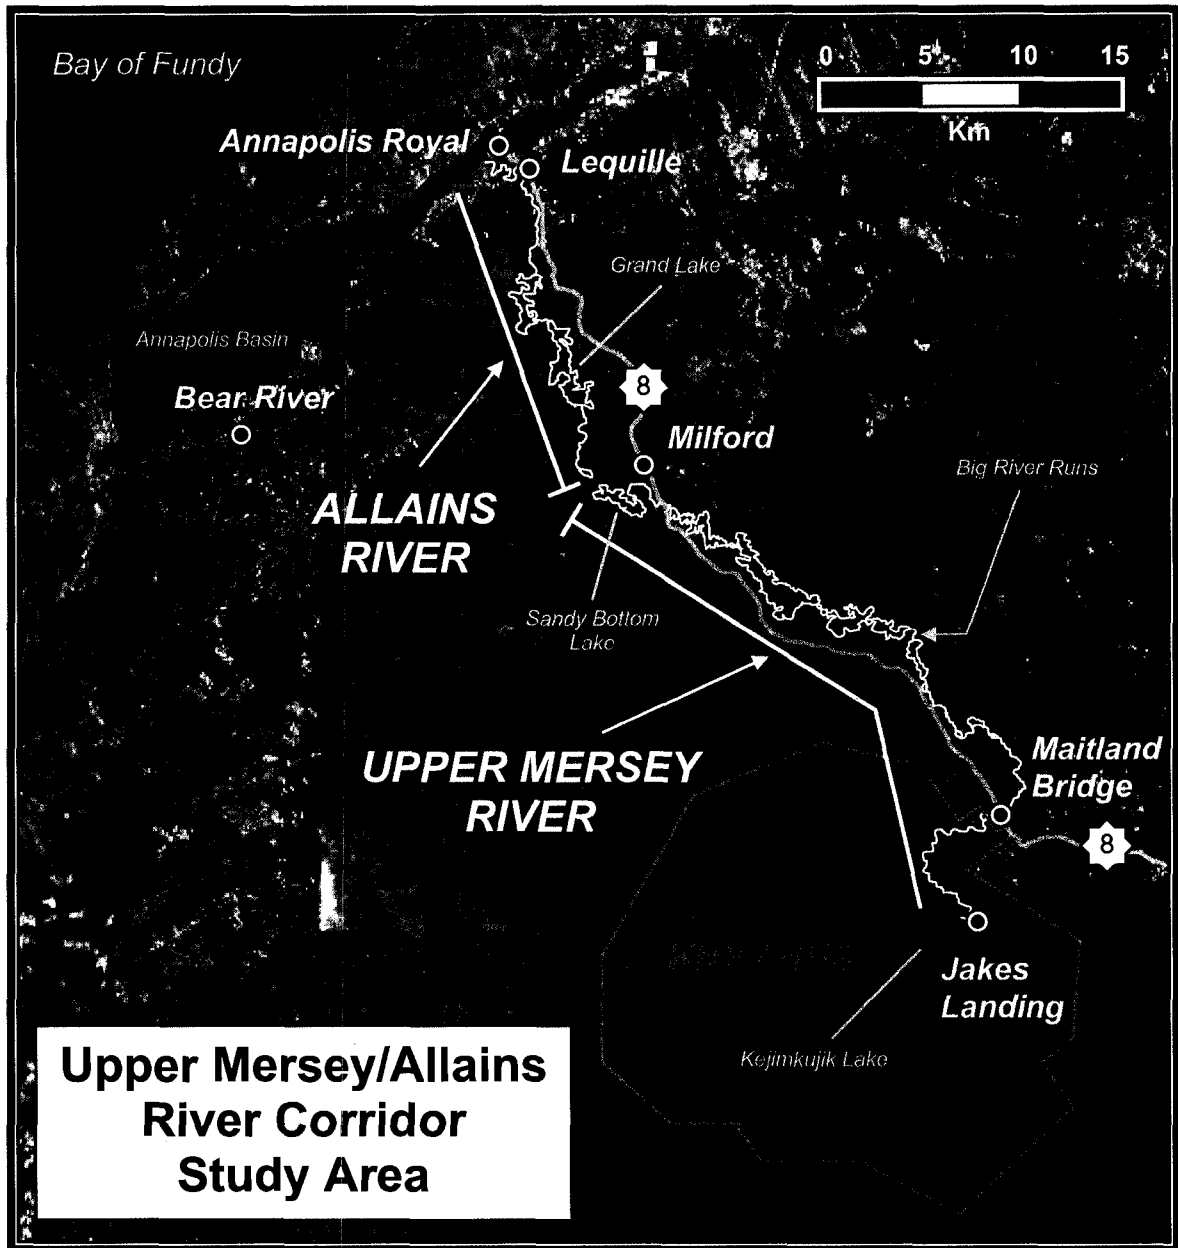 Bay of Fundy
0 5 10 15
Km
Annapolis Royal
Lequille
Grand Lake
Annapolis Basin
Bear River
8
Milford
Big River Runs
ALLAINS
RIVER
Sandy Bottom
Lake
UPPER MERSEY
RIVER
Maitland
Bridge
8
Jakes
Landing
Kejimkujik Lake
Upper Mersey/Allains
River Corridor
Study Area